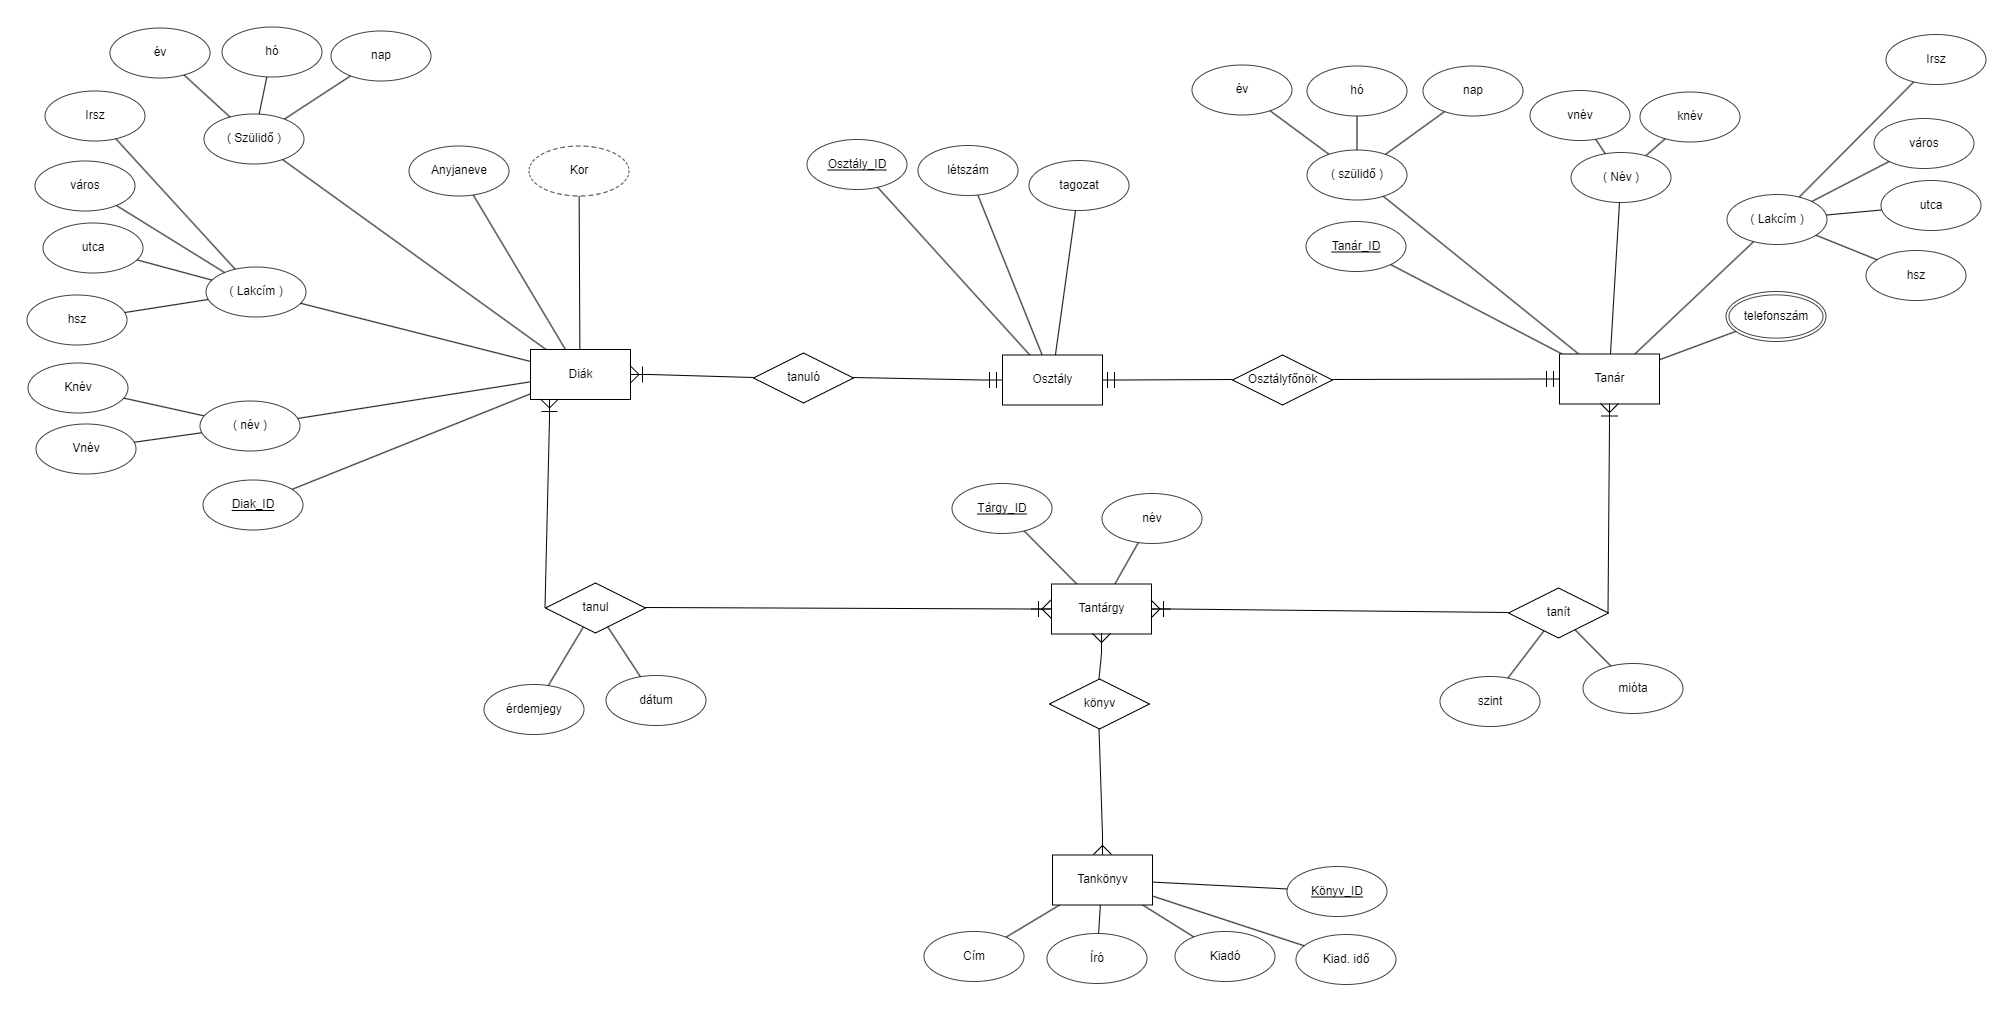 év
hó
nap
Irsz
( Szülidő )
város
utca
( Lakcím )
hsz
Knév
( név )
Vnév
Diak_ID
Anyjaneve
Kor
Diák
tanuló
Osztály_ID
létszám
tagozat
Osztály
Osztályfőnök
év
hó
nap
( szülidő )
Tanár_ID
vnév
knév
( Név )
Irsz
város
utca
( Lakcím )
hsz
telefonszám
Tanár
Tárgy_ID
név
tanul
Tantárgy
tanít
érdemjegy
dátum
szint
mióta
könyv
Tankönyv
Könyv_ID
Cím
Író
Kiadó
Kiad. idő